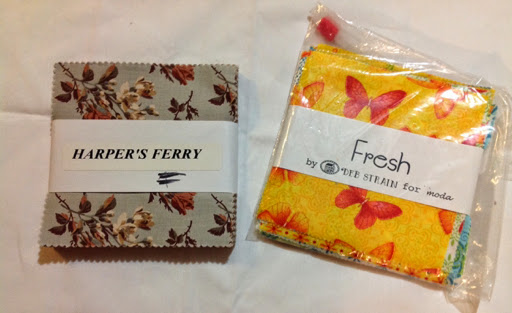 HARPER'S FERRY
Fresh
by DEB STRAIN for moda